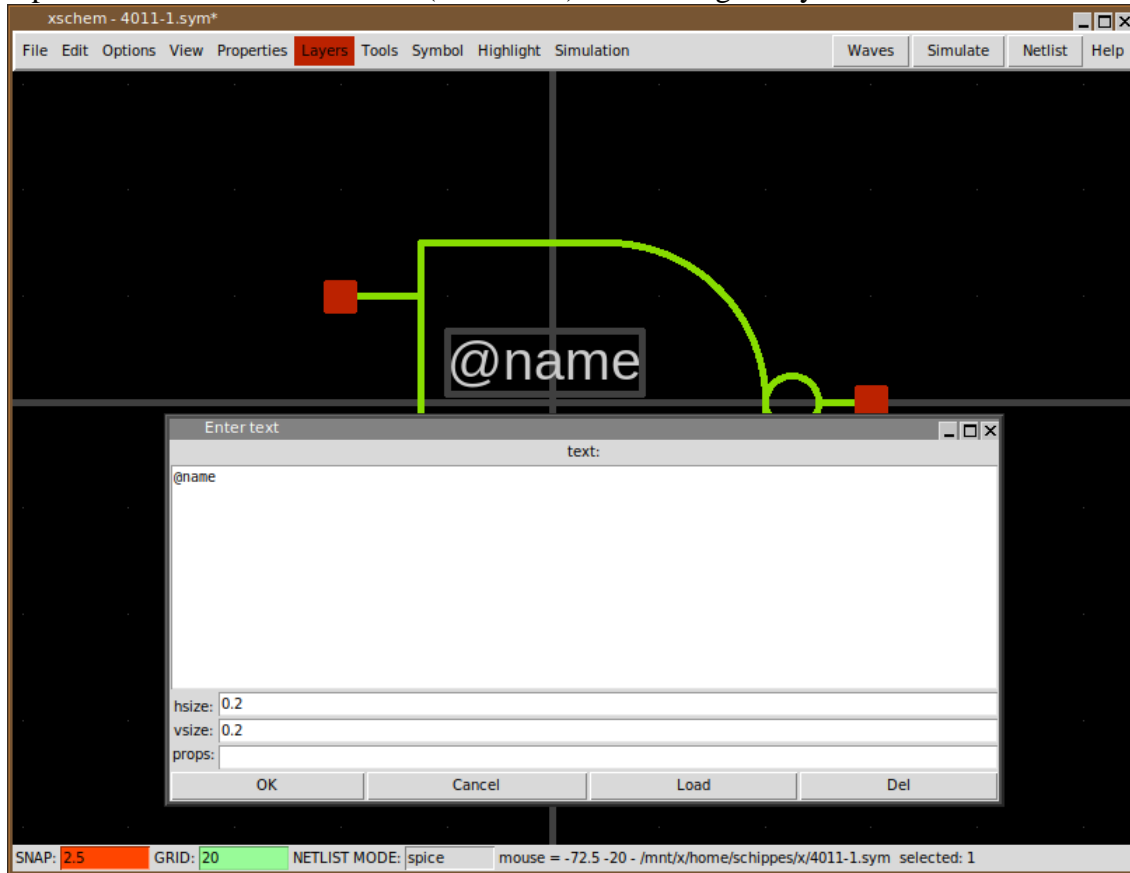 xschem - 4011-1.sym*
File Edit Options View Properties Layers Tools Symbol Highlight Simulation Waves Simulate Netlist Help
@name
Enter text
text:
@name
hsize: 0.2
vsize: 0.2
props:
OK Cancel Load Del
SNAP: 2.5 GRID: 20 NETLIST MODE: spice mouse = -72.5 -20 - /mnt/x/home/schippes/x/4011-1.sym selected: 1